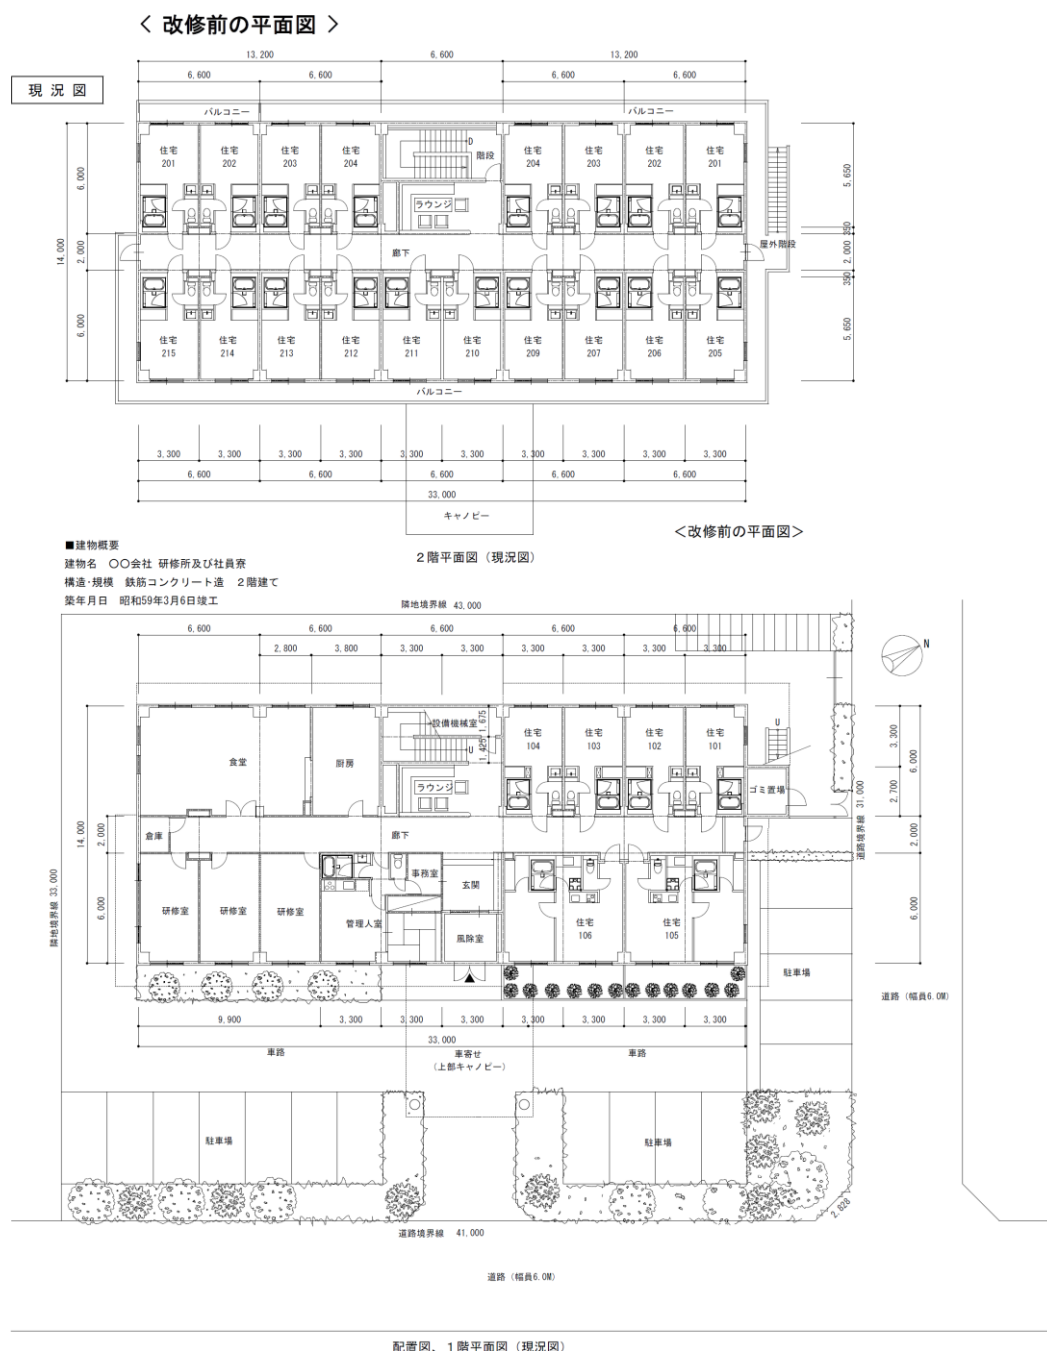 〈 改修前の平面図 〉
現況図
13,200 6,600 13,200
6,600 6,600 6,600 6,600
バルコニー バルコニー
住宅 201 住宅 202 住宅 203 住宅 204 階段 D 住宅 204 住宅 203 住宅 202 住宅 201
ラウンジ
14,000 6,000 2,000 6,000
5,650 350 2,000 350 5,650
廊下
屋外階段
住宅 215 住宅 214 住宅 213 住宅 212 住宅 211 住宅 210 住宅 209 住宅 207 住宅 206 住宅 205
バルコニー
3,300 3,300 3,300 3,300 3,300 3,300 3,300 3,300 3,300 3,300
6,600 6,600 6,600 6,600 6,600
33,000
キャノピー
<改修前の平面図>
2階平面図(現況図)
■建物概要
建物名 〇〇会社 研修所及び社員寮
構造・規模 鉄筋コンクリート造 2階建て
築年月日 昭和59年3月6日竣工
隣地境界線 43,000
6,600 6,600 6,600 6,600 6,600
2,800 3,800 3,300 3,300 3,300 3,300 3,300 3,300
N
設備機械室
1,675
1,425
U
U
住宅 104 住宅 103 住宅 102 住宅 101
食堂
厨房
ラウンジ
ゴミ置場
3,300 2,700 6,000 2,000 6,000
道路境界線 31,000
14,000 2,000 6,000
隣地境界線 33,000
倉庫
廊下
事務室
玄関
研修室 研修室 研修室
管理人室
風除室
住宅 106 住宅 105
駐車場
道路(幅員6.0M)
9,900 3,300 3,300 3,300 3,300 3,300 3,300 3,300
33,000
車路 車寄せ 車路
(上部キャノピー)
駐車場 駐車場
2,828
道路境界線 41,000
道路(幅員6.0M)
配置図、1階平面図(現況図)